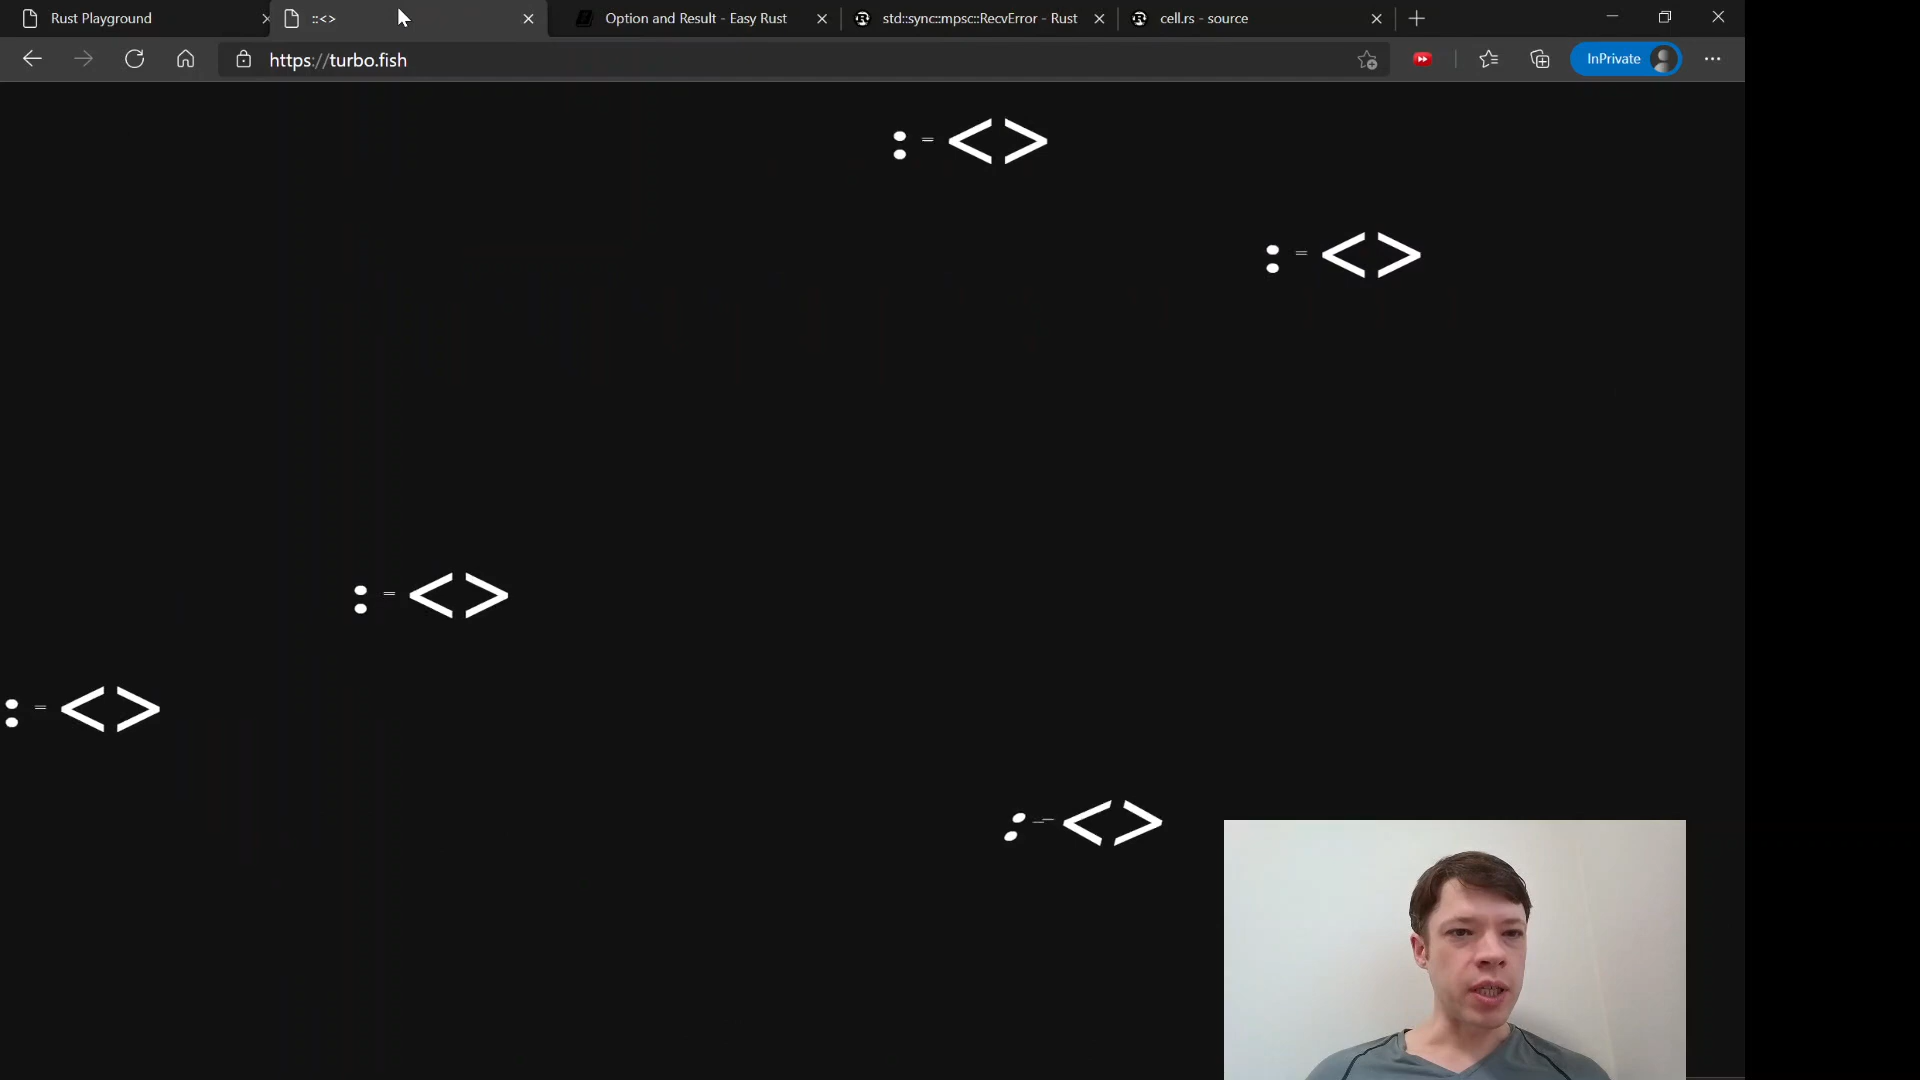 Rust Playground
::<>
Option and Result - Easy Rust
std::sync::mpsc::RecvError - Rust
cell.rs - source
https://turbo.fish
InPrivate
: = <>
: = <>
: = <>
: = <>
: = <>